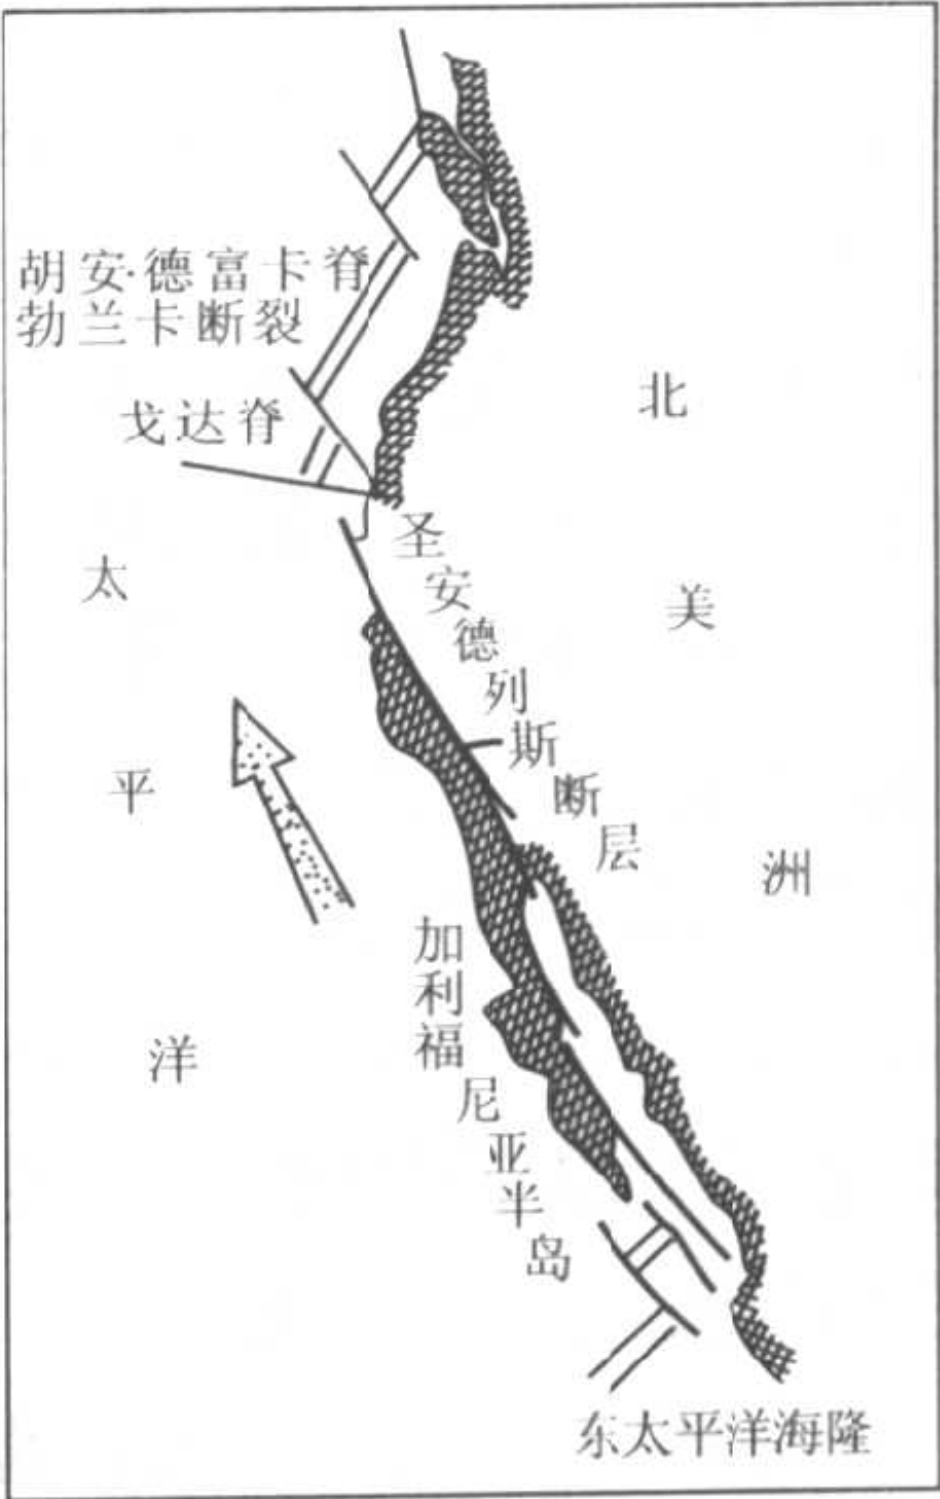 胡安·德富卡脊
勃兰卡断裂
戈达脊
北美洲
太平洋
圣安德列斯断层
加利福尼亚半岛
东太平洋海隆